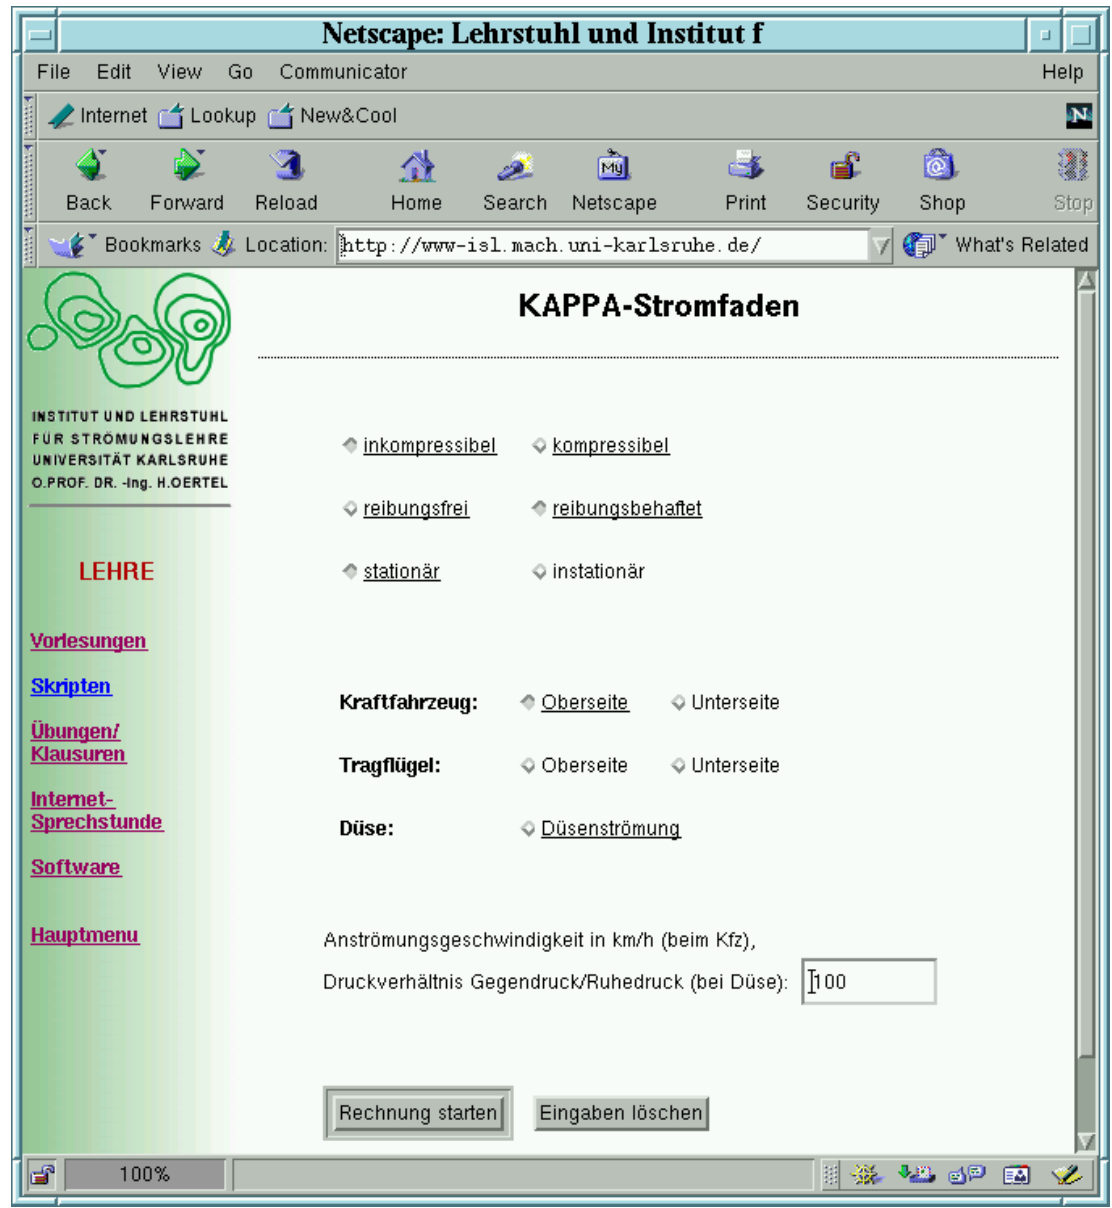 Netscape: Lehrstuhl und Institut f
File Edit View Go Communicator Help
Internet Lookup New&Cool N
My
Back Forward Reload Home Search Netscape Print Security Shop Stop
Bookmarks Location: http://www-isl.mach.uni-karlsruhe.de/ What's Related
KAPPA-Stromfaden
INSTITUT UND LEHRSTUHL
FÜR STRÖMUNGSLEHRE
UNIVERSITÄT KARLSRUHE
O.PROF. DR. -Ing. H.OERTEL
inkompressibel kompressibel
reibungsfrei reibungsbehaftet
LEHRE
stationär instationär
Vorlesungen
Skripten
Übungen/
Klausuren
Internet-
Sprechstunde
Software
Hauptmenu
Kraftfahrzeug: Oberseite Unterseite
Tragflügel: Oberseite Unterseite
Düse: Düsenströmung
Anströmungsgeschwindigkeit in km/h (beim Kfz),
Druckverhältnis Gegendruck/Ruhedruck (bei Düse): 100
Rechnung starten Eingaben löschen
100%